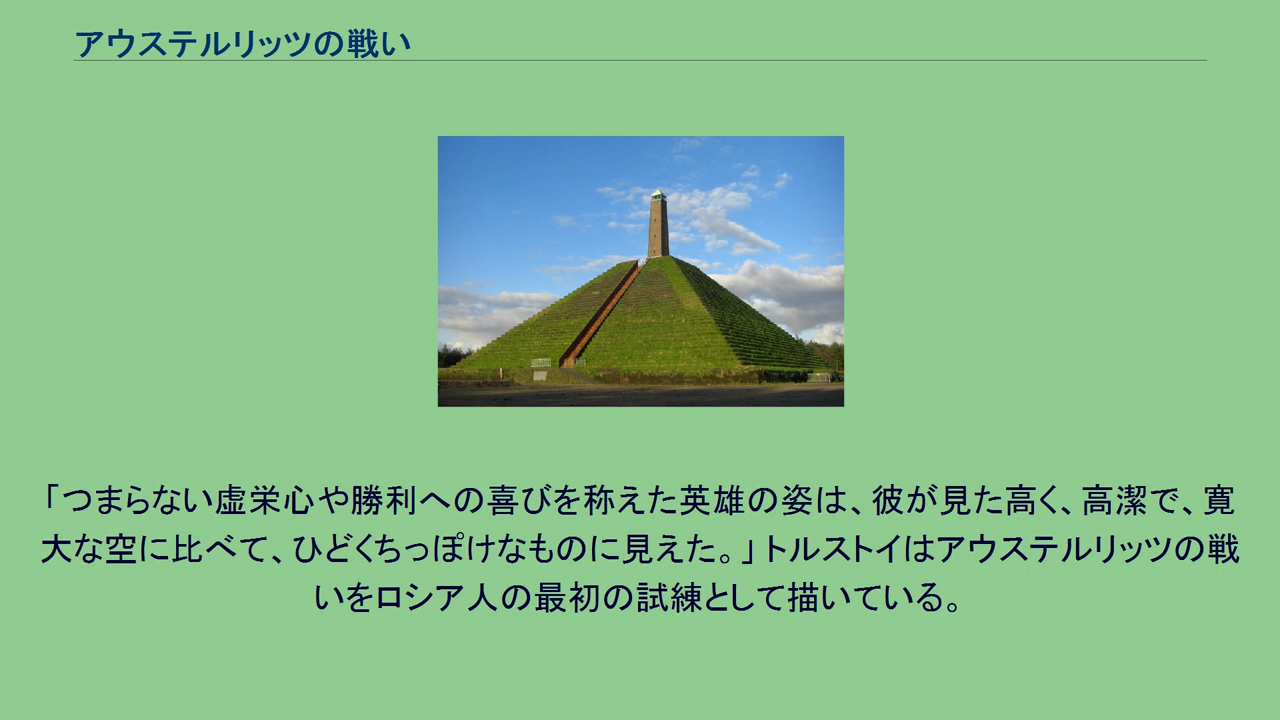 アウステルリッツの戦い
「つまらない虚栄心や勝利への喜びを称えた英雄の姿は、彼が見た高く、高潔で、寛
大な空に比べて、ひどくちっぽけなものに見えた。」 トルストイはアウステルリッツの戦
いをロシア人の最初の試練として描いている。